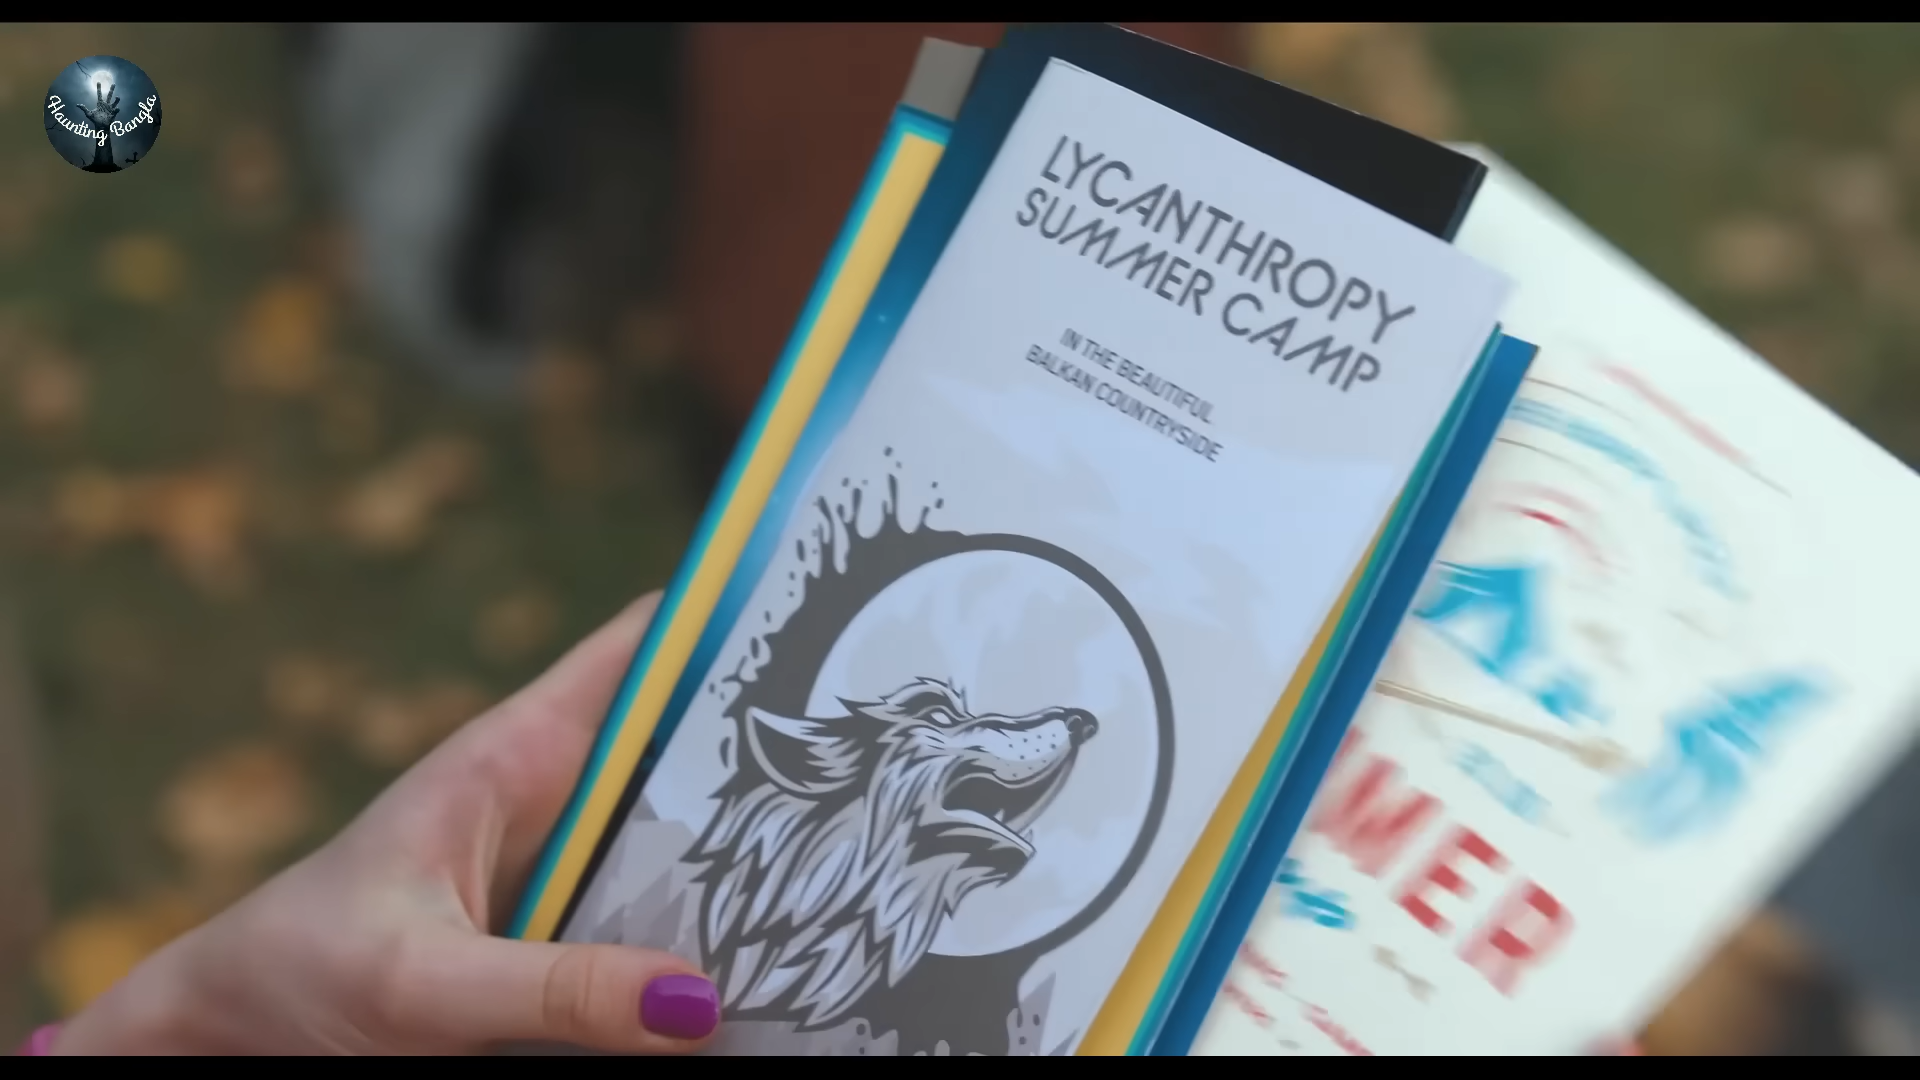 Haunting Bangla
LYCANTHROPY
SUMMER CAMP
IN THE BEAUTIFUL
BALKAN COUNTRYSIDE